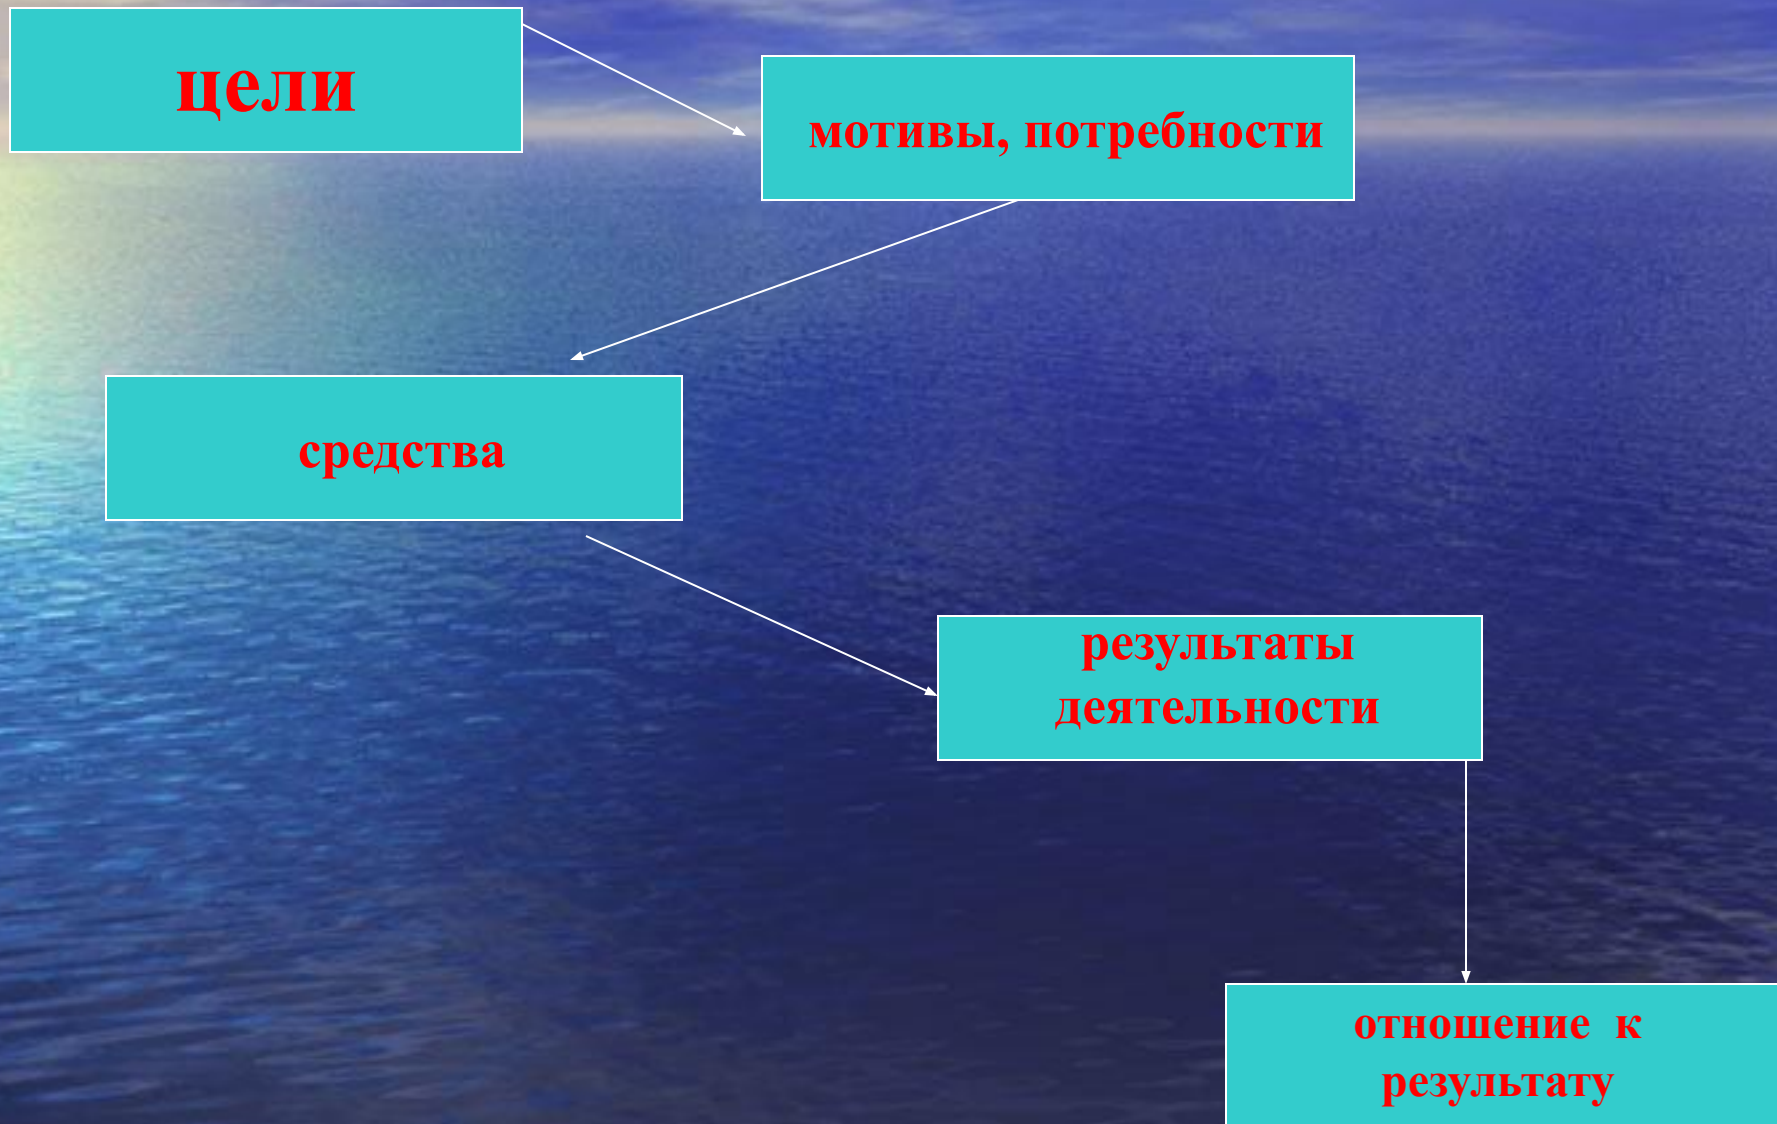 цели
мотивы, потребности
средства
результаты
деятельности
отношение к
результату